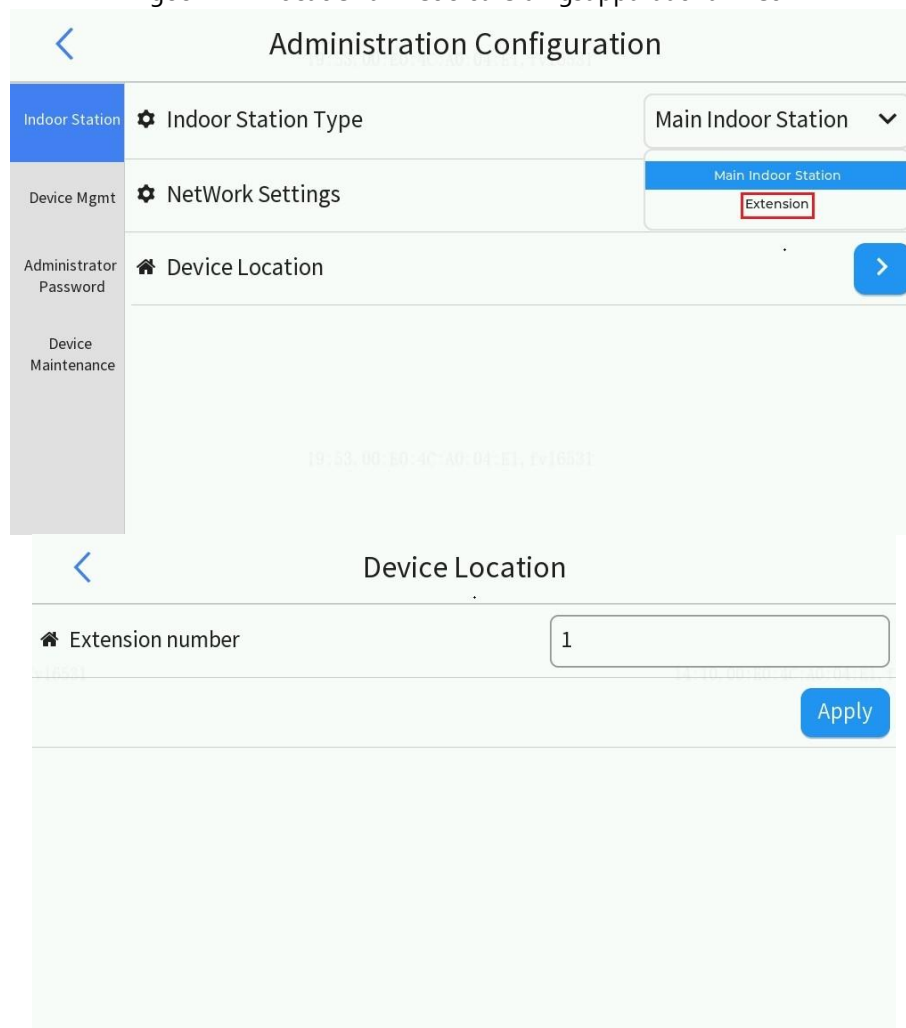 Administration Configuration
Indoor Station
Indoor Station Type
Main Indoor Station
Main Indoor Station
Extension
Device Mgmt
NetWork Settings
Administrator
Password
Device Location
Device
Maintenance
Device Location
Extension number
1
Apply